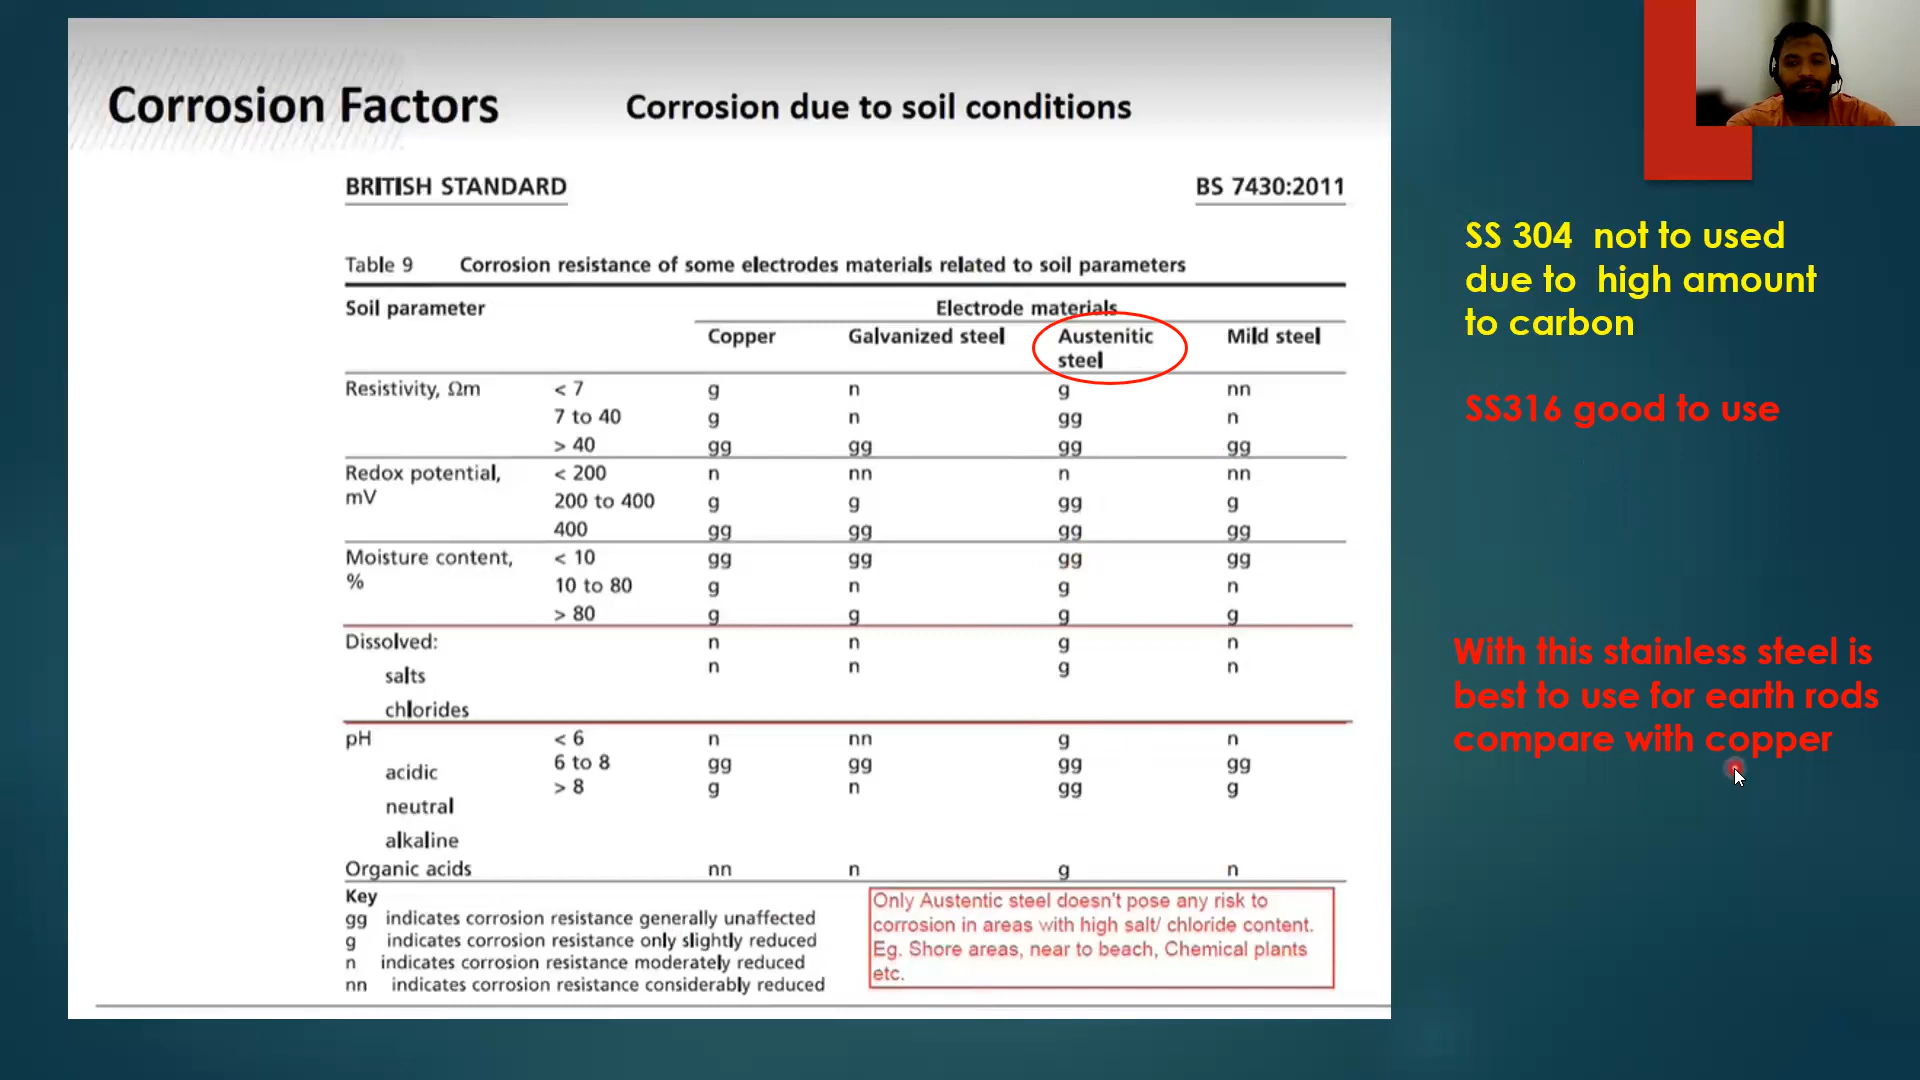 Corrosion Factors
Corrosion due to soil conditions
BRITISH STANDARD BS 7430:2011
Table 9 Corrosion resistance of some electrodes materials related to soil parameters
Soil parameter Electrode materials
Copper Galvanized steel Austenitic steel Mild steel
Resistivity, Ωm < 7 g n g nn
7 to 40 g n gg n
> 40 gg gg gg gg
Redox potential, < 200 n nn n nn
mV 200 to 400 g g gg g
400 gg gg gg gg
Moisture content, < 10 gg gg gg gg
% 10 to 80 g n g n
> 80 g g g g
Dissolved: n n g n
salts n n g n
chlorides
pH < 6 n nn g n
acidic 6 to 8 gg gg gg gg
> 8 g n gg g
neutral
alkaline
Organic acids nn n g n
Key
gg indicates corrosion resistance generally unaffected
g indicates corrosion resistance only slightly reduced
n indicates corrosion resistance moderately reduced
nn indicates corrosion resistance considerably reduced
Only Austentic steel doesn't pose any risk to
corrosion in areas with high salt/ chloride content.
Eg. Shore areas, near to beach, Chemical plants
etc.
SS 304 not to used
due to high amount
to carbon
SS316 good to use
With this stainless steel is
best to use for earth rods
compare with copper